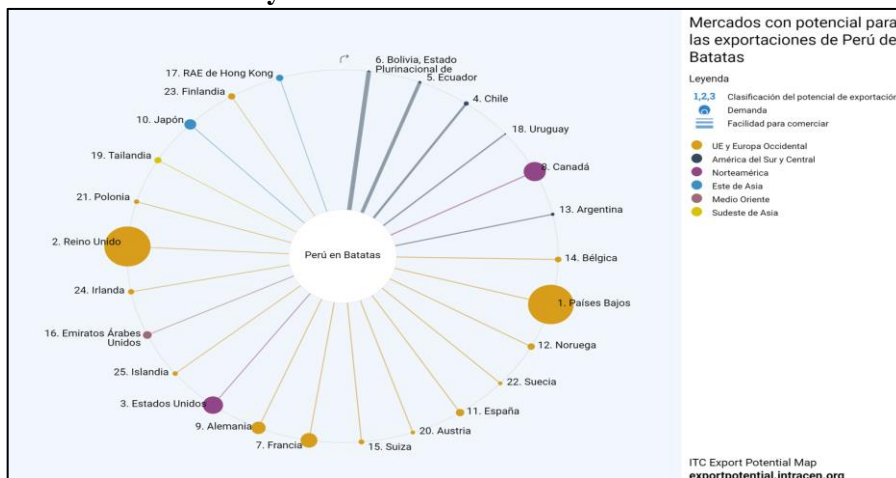 Mercados con potencial para
las exportaciones de Perú de
Batatas
Leyenda
1,2,3 Clasificación del potencial de exportación
Demanda
Facilidad para comerciar
UE y Europa Occidental
América del Sur y Central
Norteamérica
Este de Asia
Medio Oriente
Sudeste de Asia
6. Bolivia, Estado
Plurinacional de
5. Ecuador
4. Chile
18. Uruguay
8. Canadá
13. Argentina
14. Bélgica
1. Países Bajos
12. Noruega
22. Suecia
11. España
20. Austria
15. Suiza
7. Francia
9. Alemania
3. Estados Unidos
25. Islandia
16. Emiratos Árabes
Unidos
24. Irlanda
2. Reino Unido
21. Polonia
19. Tailandia
10. Japón
23. Finlandia
17. RAE de Hong Kong
Perú en Batatas
ITC Export Potential Map
exportpotential.intracen.org